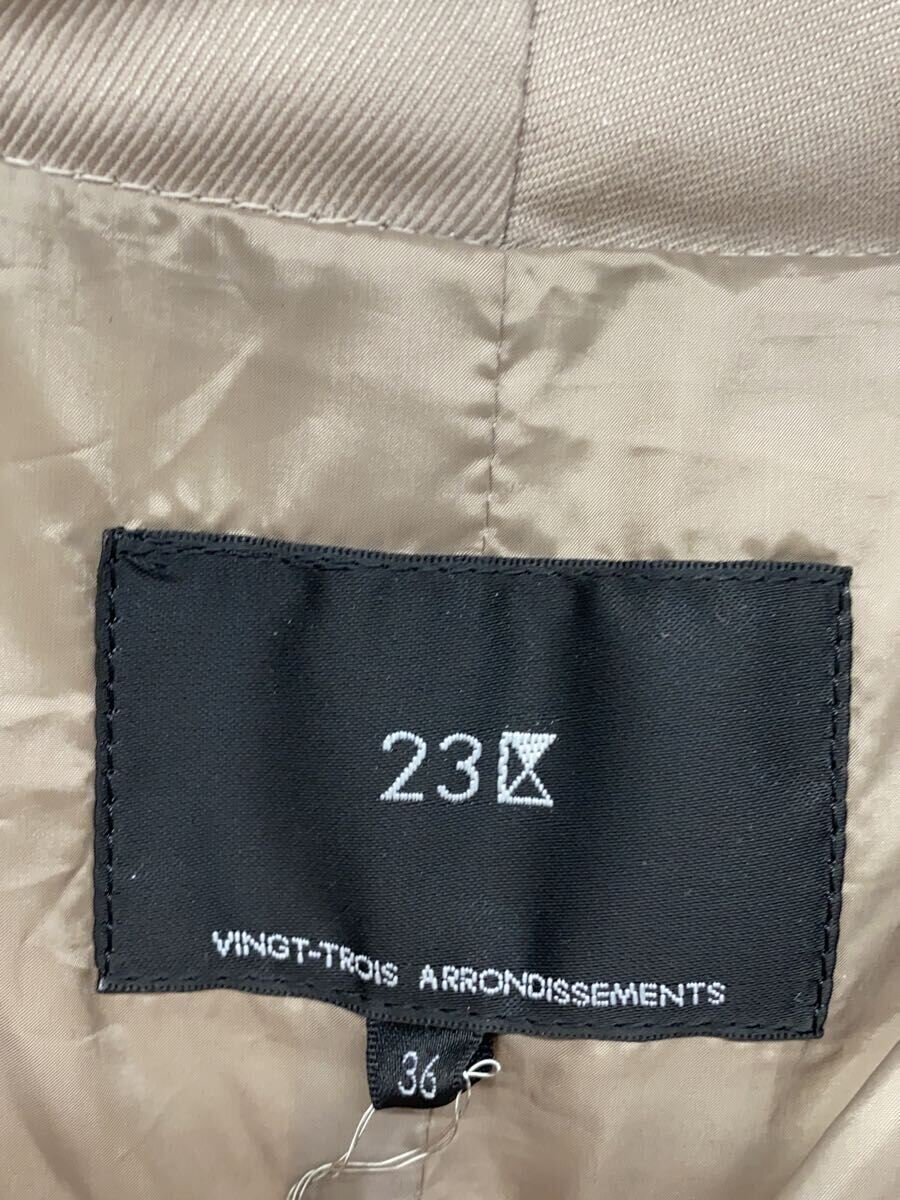 23区
VINGT-TROIS ARRONDISSEMENTS
36